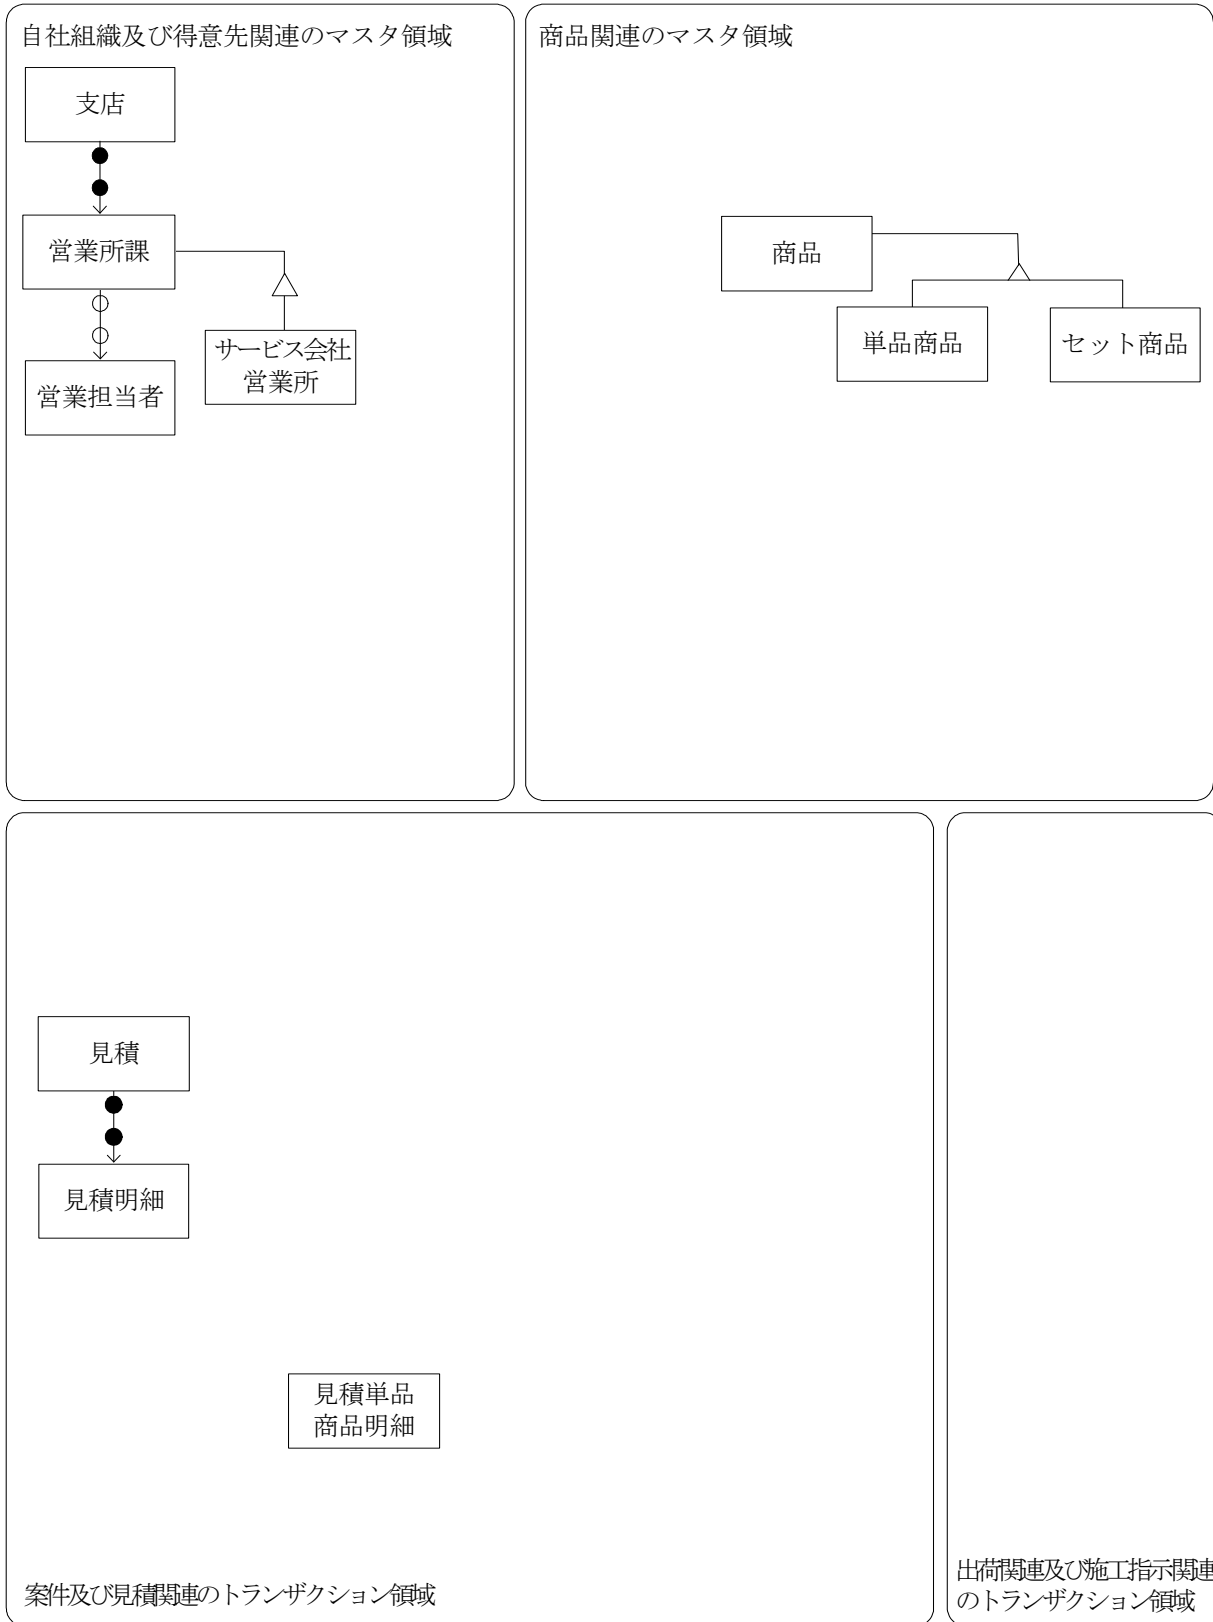 自社組織及び得意先関連のマスタ領域
支店
営業所課
サービス会社
営業所
営業担当者
商品関連のマスタ領域
商品
単品商品
セット商品
見積
見積明細
見積単品
商品明細
案件及び見積関連のトランザクション領域
出荷関連及び施工指示関連
のトランザクション領域